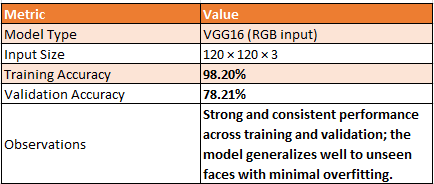 Metric Value
Model Type VGG16 (RGB input)
Input Size 120 × 120 × 3
Training Accuracy 98.20%
Validation Accuracy 78.21%
Observations
Strong and consistent performance
across training and validation; the
model generalizes well to unseen
faces with minimal overfitting.